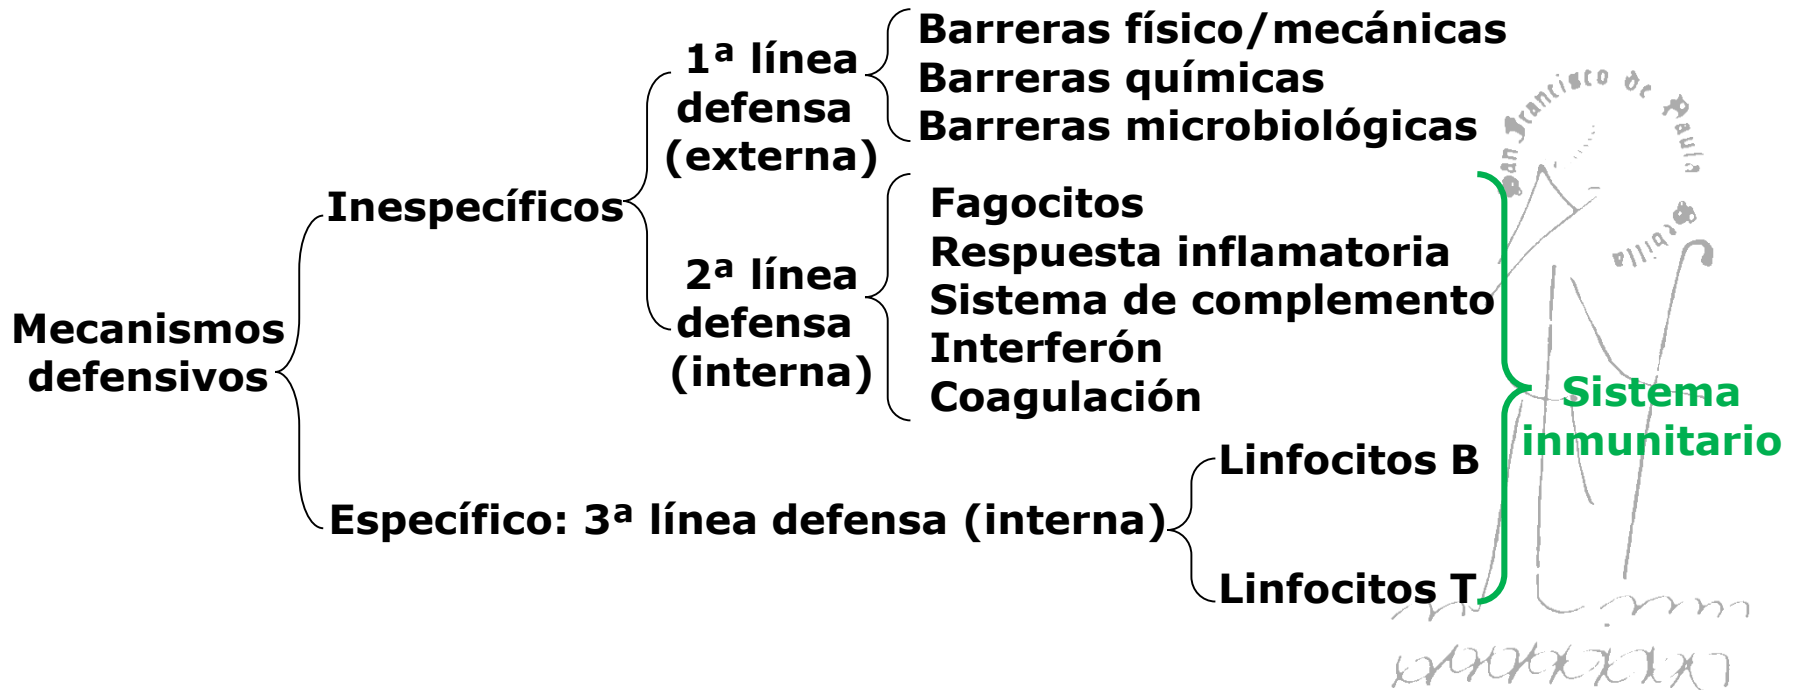 Mecanismos
defensivos
Inespecíficos
1ª línea
defensa
(externa)
Barreras físico/mecánicas
Barreras químicas
Barreras microbiológicas
2ª línea
defensa
(interna)
Fagocitos
Respuesta inflamatoria
Sistema de complemento
Interferón
Coagulación
Específico: 3ª línea defensa (interna)
Linfocitos B
Linfocitos T
Sistema
inmunitario
San Francisco de Paula
Sebilla